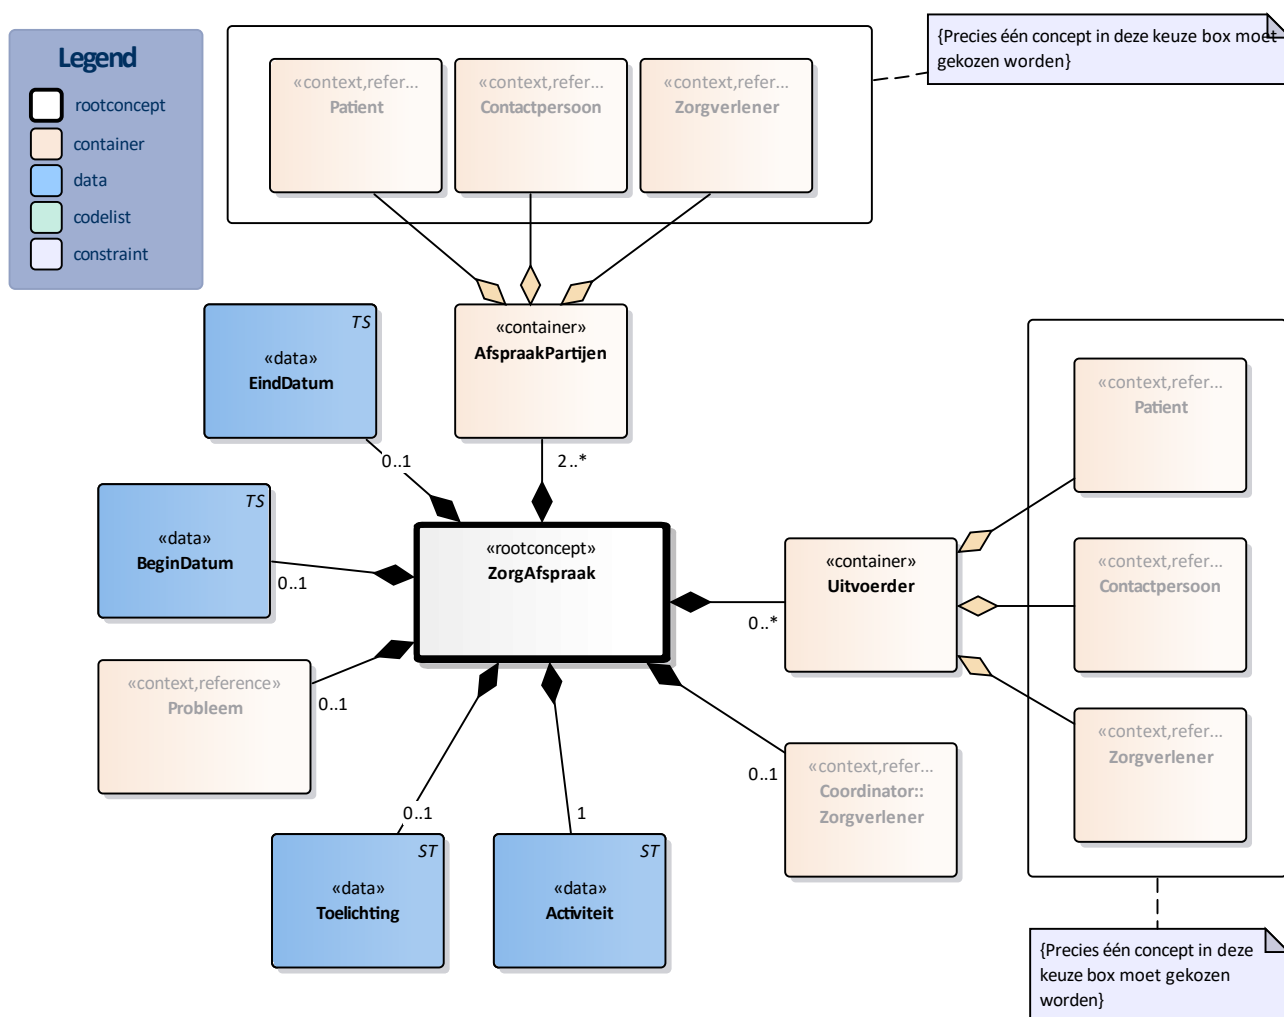 Legend
rootconcept
container
data
codelist
constraint
«context,refer...
Patient
«context,refer...
Contactpersoon
«context,refer...
Zorgverlener
{Precies één concept in deze keuze box moet
gekozen worden}
TS
«data»
EindDatum
0..1
«container»
AfspraakPartijen
2..*
TS
«data»
BeginDatum
0..1
«rootconcept»
ZorgAfspraak
«container»
Uitvoerder
0..*
«context,refer...
Patient
«context,refer...
Contactpersoon
«context,refer...
Zorgverlener
«context,reference»
Probleem
0..1
«context,refer...
Coordinator::
Zorgverlener
0..1
0..1
ST
«data»
Toelichting
1
ST
«data»
Activiteit
{Precies één concept in deze
keuze box moet gekozen
worden}